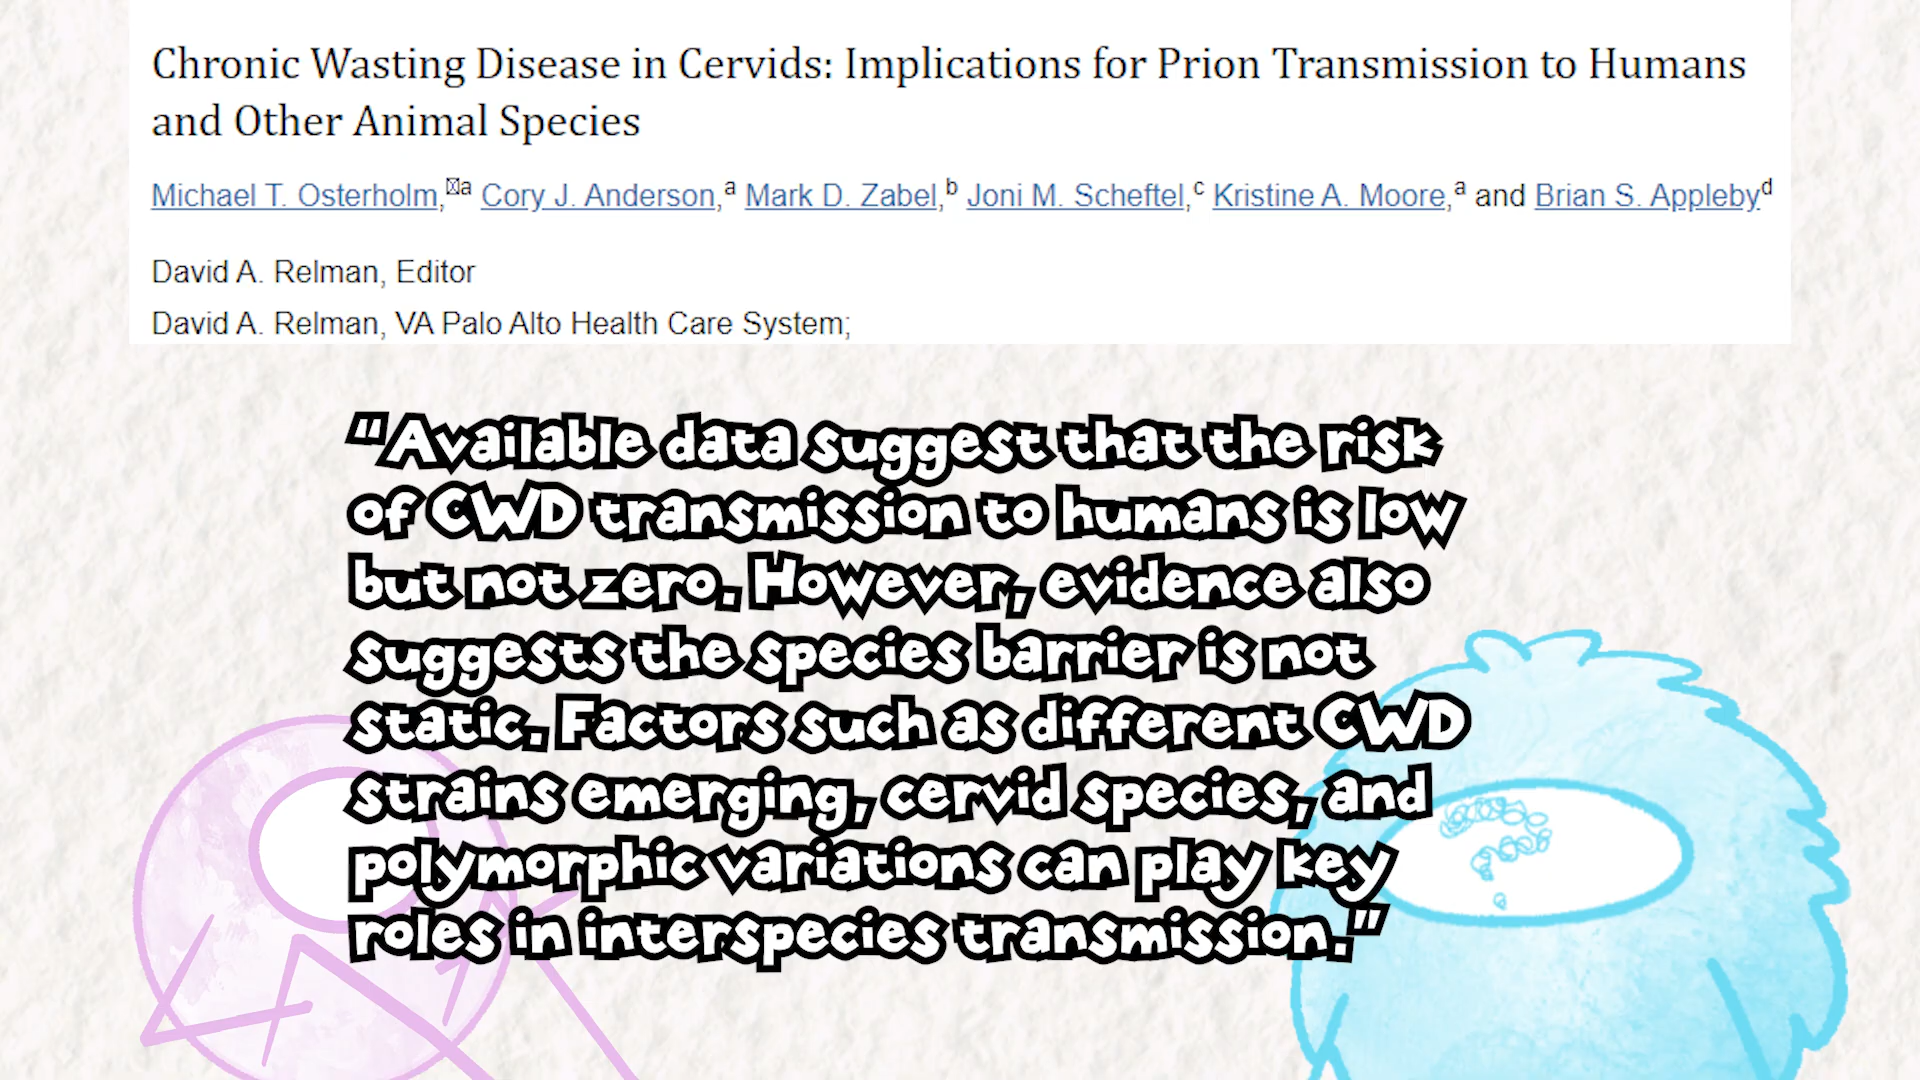 Chronic Wasting Disease in Cervids: Implications for Prion Transmission to Humans
and Other Animal Species
Michael T. Osterholm,☒a Cory J. Anderson,a Mark D. Zabel,b Joni M. Scheftel,c Kristine A. Moore,a and Brian S. Applebyd
David A. Relman, Editor
David A. Relman, VA Palo Alto Health Care System;
"Available data suggest that the risk
of CWD transmission to humans is low
but not zero. However, evidence also
suggests the species barrier is not
static. Factors such as different CWD
strains emerging, cervid species, and
polymorphic variations can play key
roles in interspecies transmission."